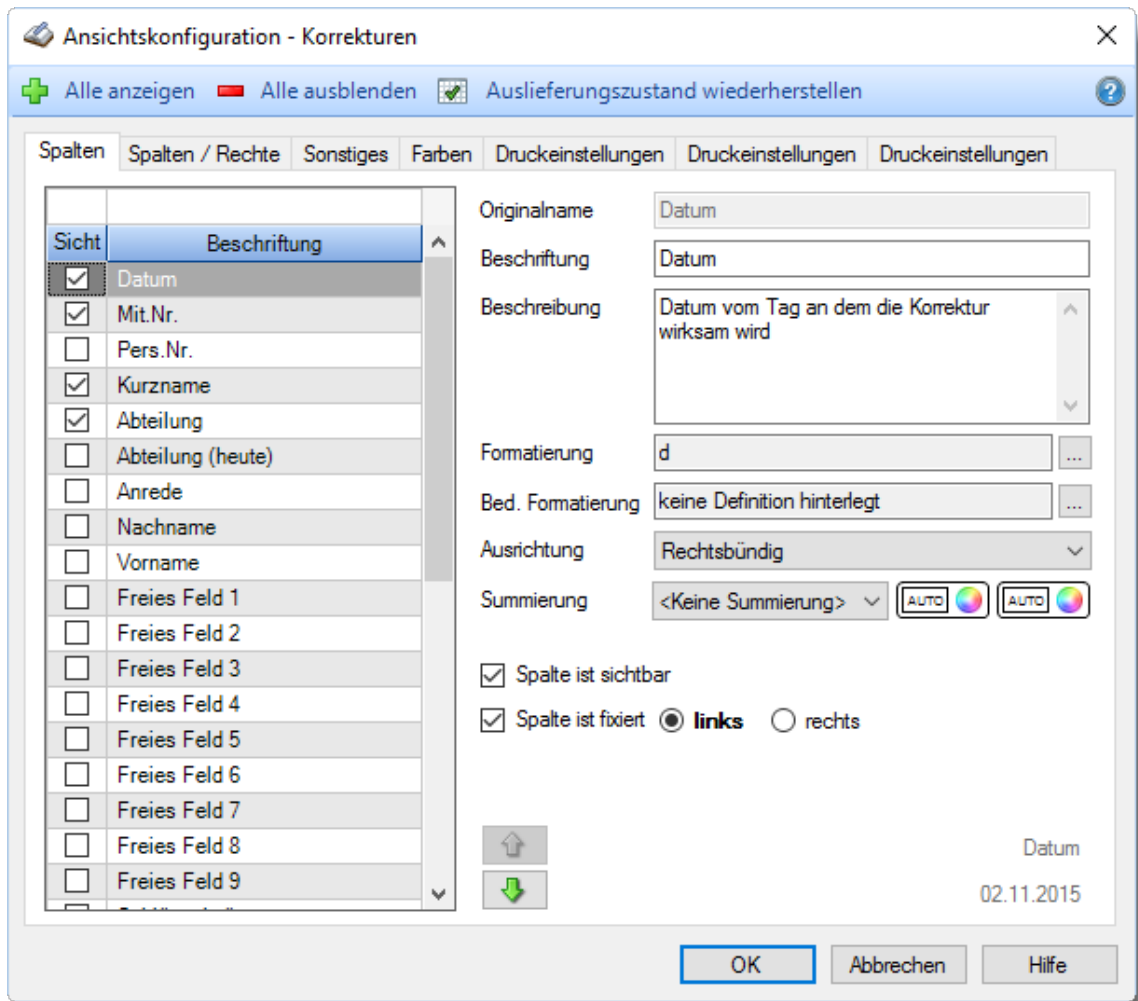 Ansichtskonfiguration - Korrekturen
Alle anzeigen Alle ausblenden Auslieferungszustand wiederherstellen
Spalten Spalten / Rechte Sonstiges Farben Druckeinstellungen Druckeinstellungen Druckeinstellungen
Sicht Beschriftung
Datum
Mit.Nr.
Pers.Nr.
Kurzname
Abteilung
Abteilung (heute)
Anrede
Nachname
Vorname
Freies Feld 1
Freies Feld 2
Freies Feld 3
Freies Feld 4
Freies Feld 5
Freies Feld 6
Freies Feld 7
Freies Feld 8
Freies Feld 9
Originalname Datum
Beschriftung Datum
Beschreibung Datum vom Tag an dem die Korrektur
wirksam wird
Formatierung d ...
Bed. Formatierung keine Definition hinterlegt ...
Ausrichtung Rechtsbündig
Summierung <Keine Summierung> AUTO AUTO
Spalte ist sichtbar
Spalte ist fixiert links rechts
Datum
02.11.2015
OK Abbrechen Hilfe